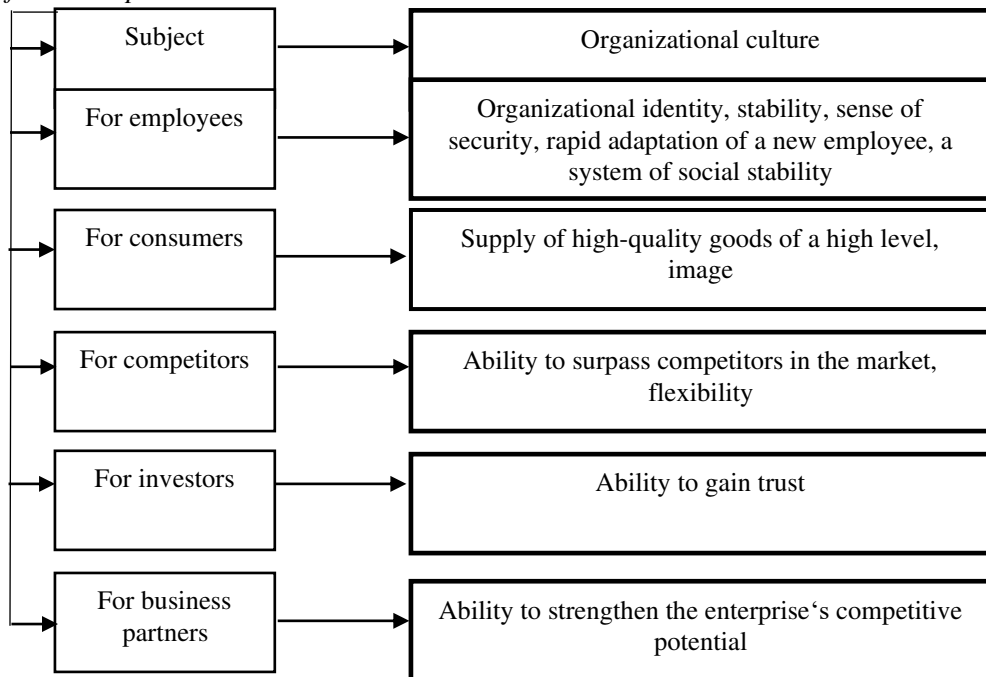 Subject
Organizational culture
For employees
Organizational identity, stability, sense of
security, rapid adaptation of a new employee, a
system of social stability
For consumers
Supply of high-quality goods of a high level,
image
For competitors
Ability to surpass competitors in the market,
flexibility
For investors
Ability to gain trust
For business
partners
Ability to strengthen the enterprise‘s competitive
potential